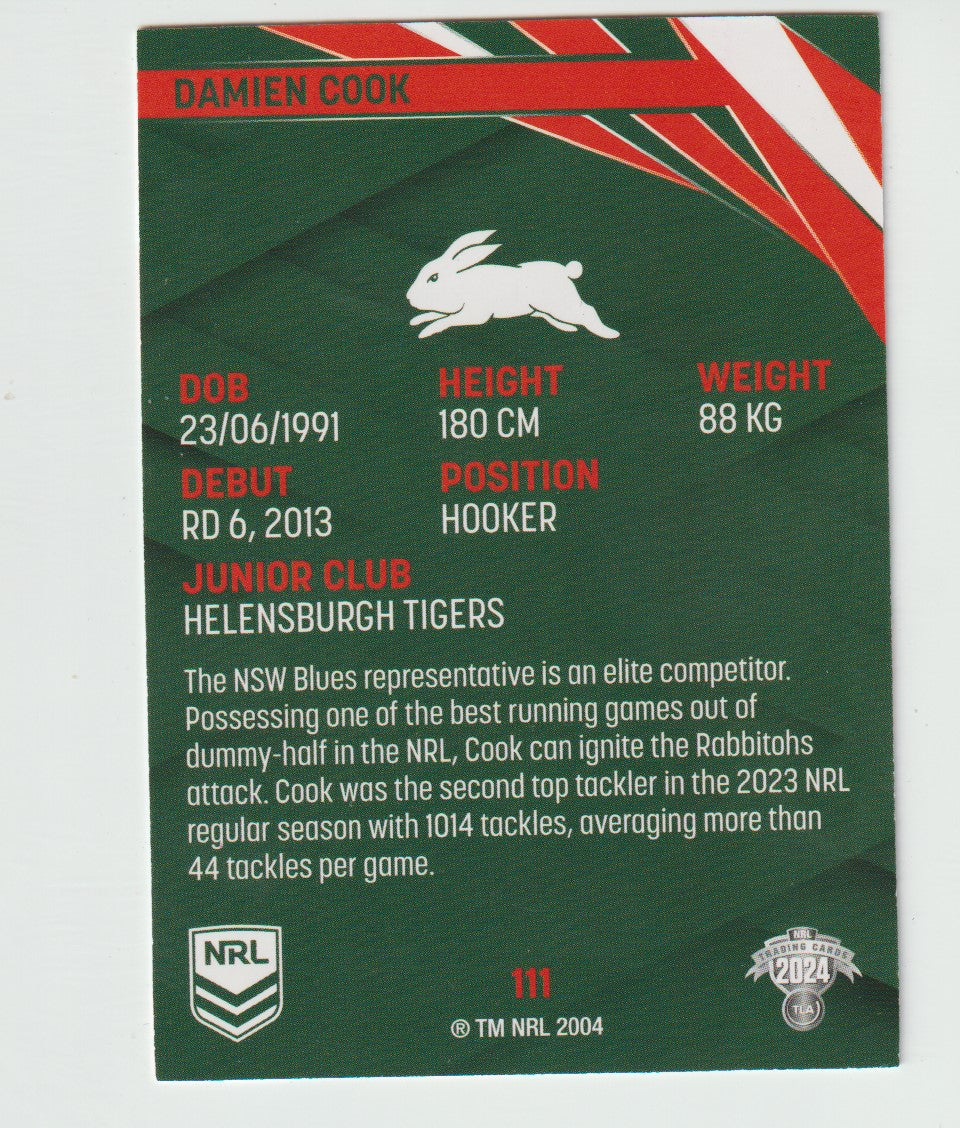 DAMIEN COOK
DOB
23/06/1991
HEIGHT
180 CM
WEIGHT
88 KG
DEBUT
RD 6, 2013
POSITION
HOOKER
JUNIOR CLUB
HELENSBURGH TIGERS
The NSW Blues representative is an elite competitor.
Possessing one of the best running games out of
dummy-half in the NRL, Cook can ignite the Rabbitohs
attack. Cook was the second top tackler in the 2023 NRL
regular season with 1014 tackles, averaging more than
44 tackles per game.
NRL
111
® TM NRL 2004
NRL
TRADING CARDS
2024
TLA